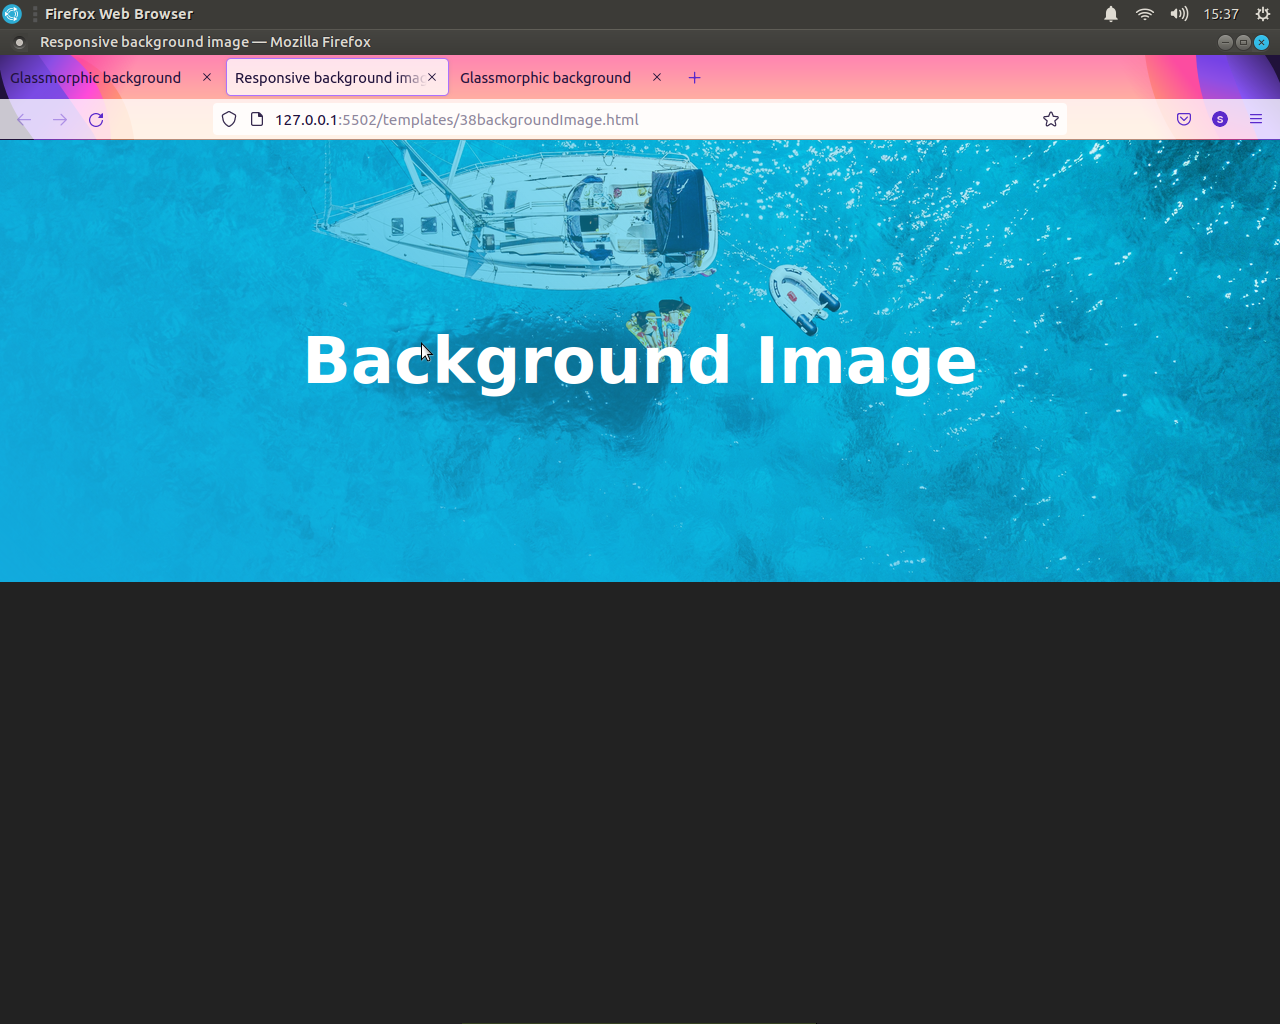 Firefox Web Browser
15:37
Responsive background image — Mozilla Firefox
Glassmorphic background
Responsive background imag
Glassmorphic background
127.0.0.1:5502/templates/38backgroundImage.html
S
Background Image